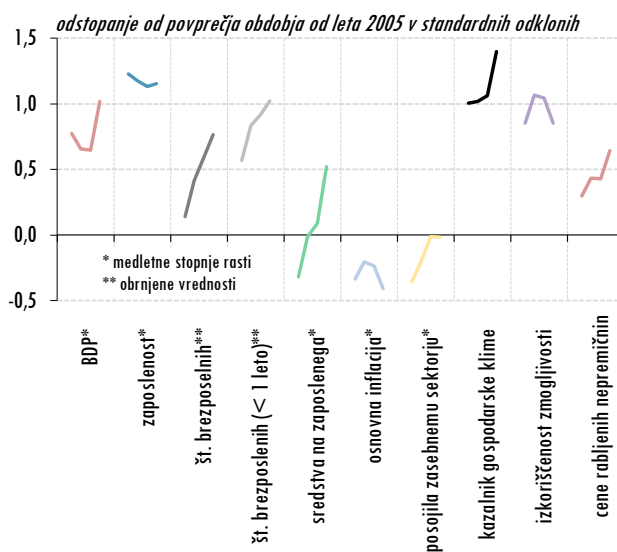 odstopanje od povprečja obdobja od leta 2005 v standardnih odklonih
1,5
1,0
0,5
0,0
-0,5
* medletne stopnje rasti
** obrnjene vrednosti
BDP*
zaposlenost*
št. brezposelnih**
št. brezposlenih (< 1 leto)**
sredstva na zaposlenega*
osnovna inflacija*
posojila zasebnemu sektorju*
kazalnik gospodarske klime
izkoriščenost zmogljivosti
cene rabljenih nepremičnin